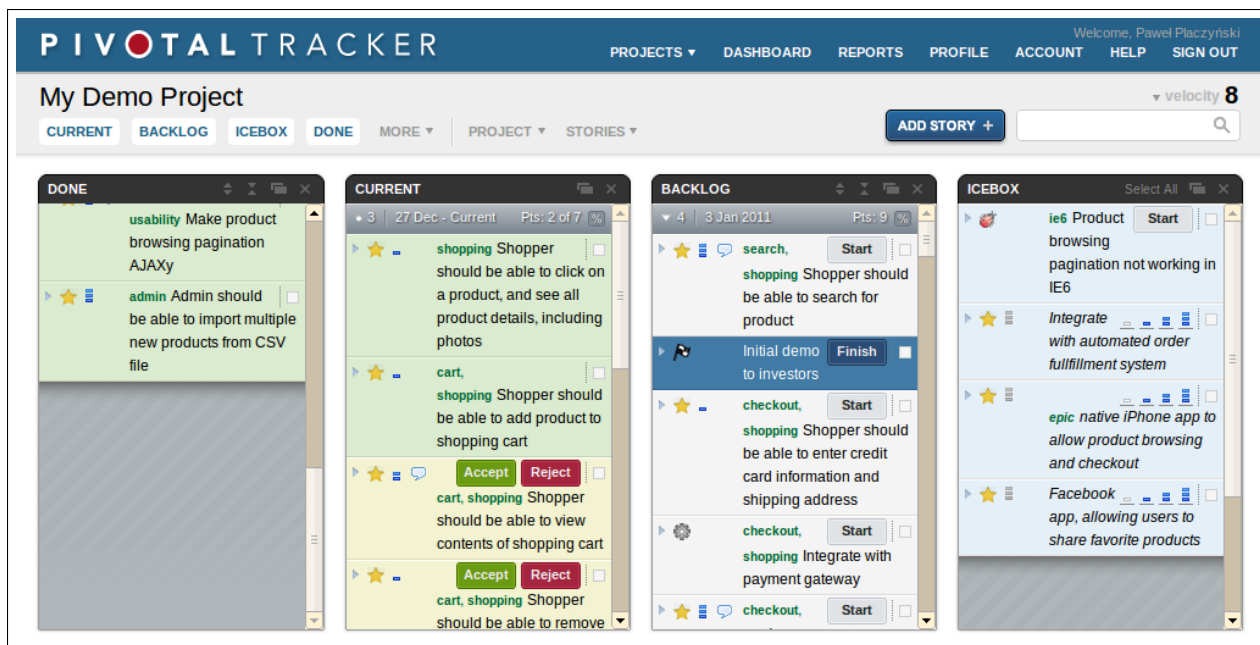 PIVOTALTRACKER
Welcome, Paweł Płaczyński
PROJECTS ▾ DASHBOARD REPORTS PROFILE ACCOUNT HELP SIGN OUT
My Demo Project
velocity 8
CURRENT BACKLOG ICEBOX DONE MORE ▾ PROJECT ▾ STORIES ▾
ADD STORY +
DONE
usability Make product
browsing pagination
AJAXy
admin Admin should
be able to import multiple
new products from CSV
file
CURRENT
3 27 Dec - Current Pts: 2 of 7 %
shopping Shopper
should be able to click on
a product, and see all
product details, including
photos
cart,
shopping Shopper should
be able to add product to
shopping cart
Accept Reject
cart, shopping Shopper
should be able to view
contents of shopping cart
Accept Reject
cart, shopping Shopper
should be able to remove
BACKLOG
4 3 Jan 2011 Pts: 9 %
search, Start
shopping Shopper should
be able to search for
product
Initial demo Finish
to investors
checkout, Start
shopping Shopper should
be able to enter credit
card information and
shipping address
checkout, Start
shopping Integrate with
payment gateway
checkout, Start
ICEBOX Select All
ie6 Product Start
browsing
pagination not working in
IE6
Integrate
with automated order
fullfillment system
epic native iPhone app to
allow product browsing
and checkout
Facebook
app, allowing users to
share favorite products